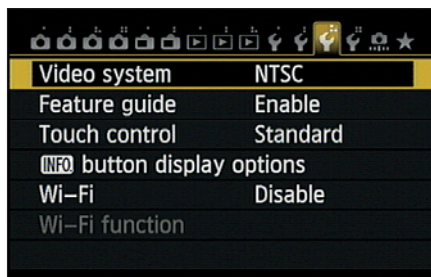 Video system NTSC
Feature guide Enable
Touch control Standard
INFO. button display options
Wi-Fi Disable
Wi-Fi function